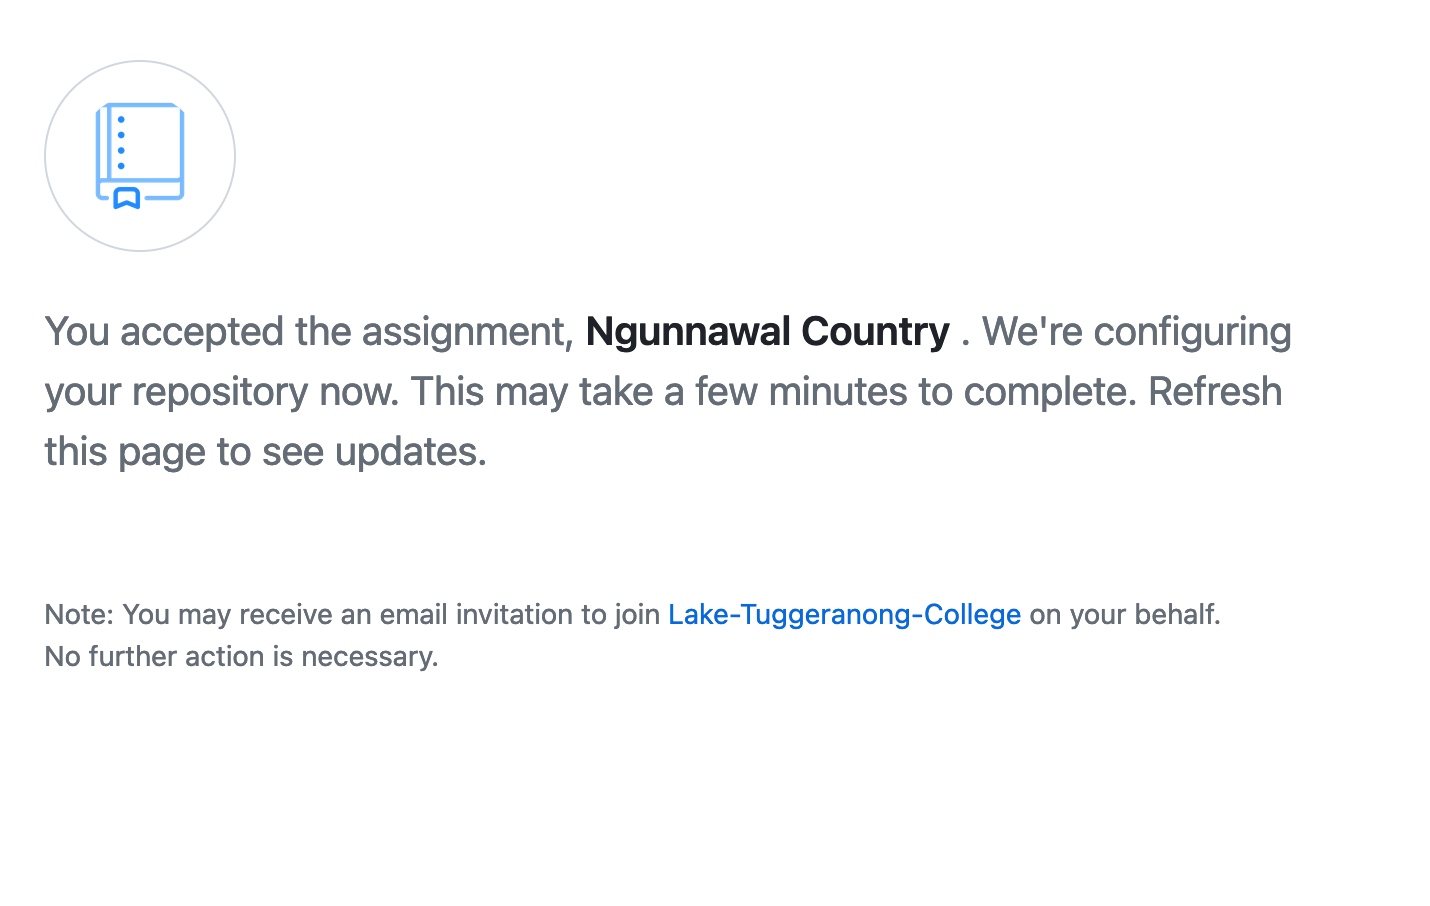 You accepted the assignment, Ngunnawal Country . We're configuring
your repository now. This may take a few minutes to complete. Refresh
this page to see updates.
Note: You may receive an email invitation to join Lake-Tuggeranong-College on your behalf.
No further action is necessary.